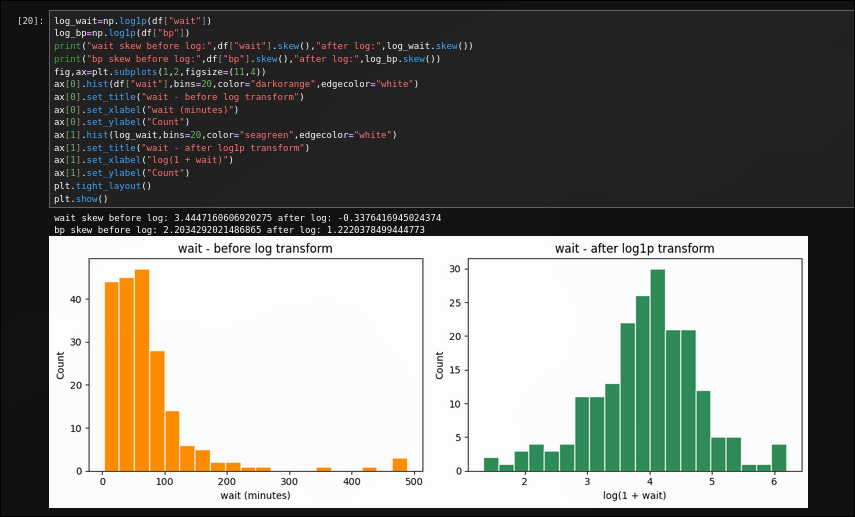 [20]: log_wait=np.log1p(df["wait"])
log_bp=np.log1p(df["bp"])
print("wait skew before log:",df["wait"].skew(),"after log:",log_wait.skew())
print("bp skew before log:",df["bp"].skew(),"after log:",log_bp.skew())
fig,ax=plt.subplots(1,2,figsize=(11,4))
ax[0].hist(df["wait"],bins=20,color="darkorange",edgecolor="white")
ax[0].set_title("wait - before log transform")
ax[0].set_xlabel("wait (minutes)")
ax[0].set_ylabel("Count")
ax[1].hist(log_wait,bins=20,color="seagreen",edgecolor="white")
ax[1].set_title("wait - after log1p transform")
ax[1].set_xlabel("log(1 + wait)")
ax[1].set_ylabel("Count")
plt.tight_layout()
plt.show()
wait skew before log: 3.4447160606920275 after log: -0.3376416945024374
bp skew before log: 2.2034292021486865 after log: 1.2220378499444773
wait - before log transform
Count
40
30
20
10
0
0 100 200 300 400 500
wait (minutes)
wait - after log1p transform
Count
30
25
20
15
10
5
0
2 3 4 5 6
log(1 + wait)